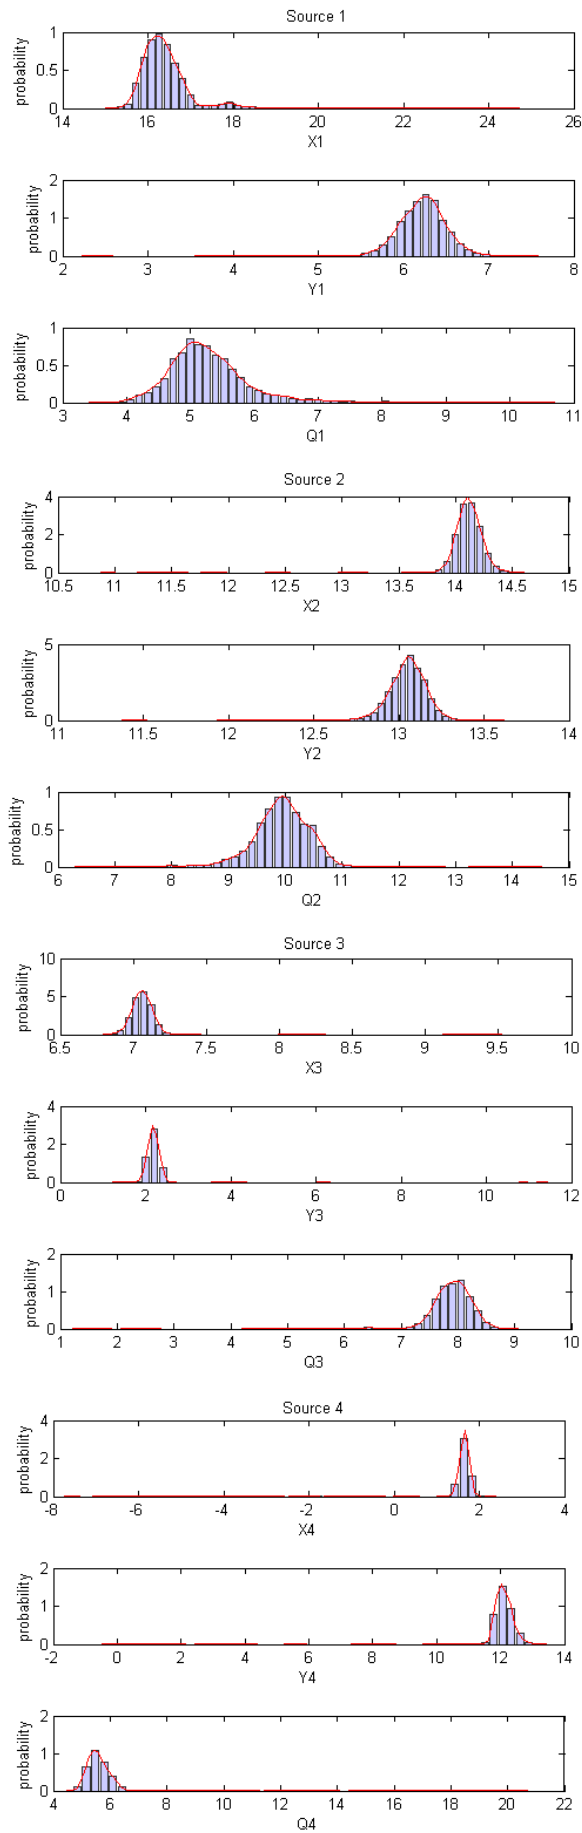 Source 1
probability
1
0.5
0
14 16 18 20 22 24 26
X1
probability
2
1
0
2 3 4 5 6 7 8
Y1
probability
1
0.5
0
3 4 5 6 7 8 9 10 11
Q1
Source 2
probability
4
2
0
10.5 11 11.5 12 12.5 13 13.5 14 14.5 15
X2
probability
5
0
11 11.5 12 12.5 13 13.5 14
Y2
probability
1
0.5
0
6 7 8 9 10 11 12 13 14 15
Q2
Source 3
probability
10
5
0
6.5 7 7.5 8 8.5 9 9.5 10
X3
probability
4
2
0
0 2 4 6 8 10 12
Y3
probability
2
1
0
1 2 3 4 5 6 7 8 9 10
Q3
Source 4
probability
4
2
0
-8 -6 -4 -2 0 2 4
X4
probability
2
1
0
-2 0 2 4 6 8 10 12 14
Y4
probability
2
1
0
4 6 8 10 12 14 16 18 20 22
Q4